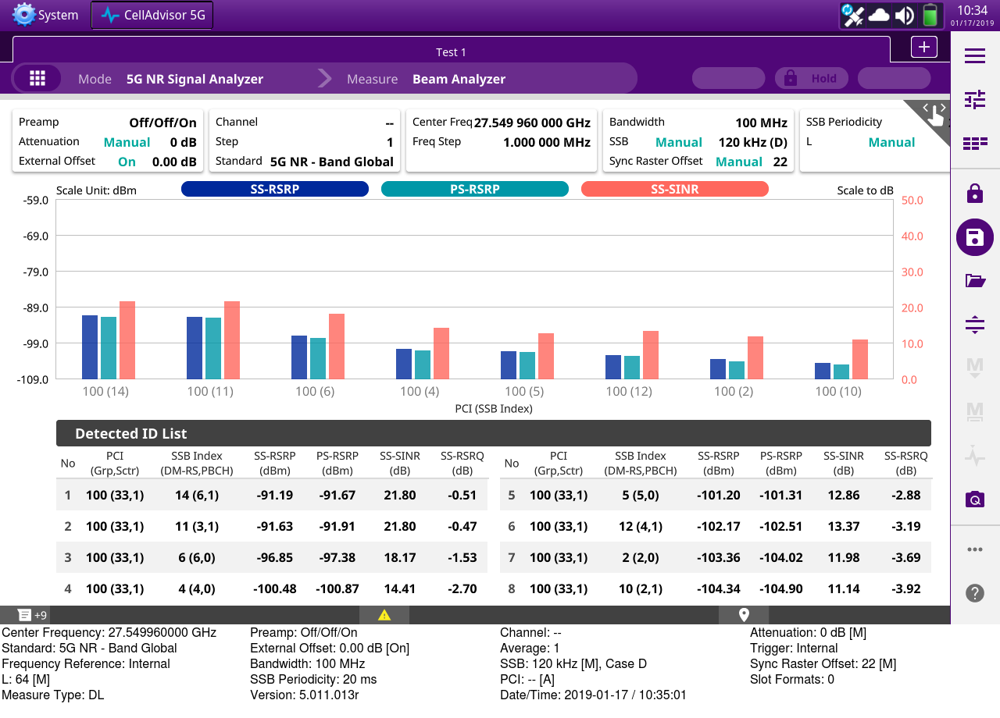 System CellAdvisor 5G 10:34
01/17/2019
Test 1
Mode 5G NR Signal Analyzer Measure Beam Analyzer Hold
Preamp Off/Off/On Channel -- Center Freq 27.549 960 000 GHz Bandwidth 100 MHz SSB Periodicity
Attenuation Manual 0 dB Step 1 Freq Step 1.000 000 MHz SSB Manual 120 kHz (D) L Manual
External Offset On 0.00 dB Standard 5G NR - Band Global Sync Raster Offset Manual 22
Scale Unit: dBm SS-RSRP PS-RSRP SS-SINR Scale to dB
-59.0 50.0
-69.0 40.0
-79.0 30.0
-89.0 20.0
-99.0 10.0
-109.0 0.0
100 (14) 100 (11) 100 (6) 100 (4) 100 (5) 100 (12) 100 (2) 100 (10)
PCI (SSB Index)
Detected ID List
No PCI SSB Index SS-RSRP PS-RSRP SS-SINR SS-RSRQ No PCI SSB Index SS-RSRP PS-RSRP SS-SINR SS-RSRQ
(Grp,Sctr) (DM-RS,PBCH) (dBm) (dBm) (dB) (dB) (Grp,Sctr) (DM-RS,PBCH) (dBm) (dBm) (dB) (dB)
1 100 (33,1) 14 (6,1) -91.19 -91.67 21.80 -0.51 5 100 (33,1) 5 (5,0) -101.20 -101.31 12.86 -2.88
2 100 (33,1) 11 (3,1) -91.63 -91.91 21.80 -0.47 6 100 (33,1) 12 (4,1) -102.17 -102.51 13.37 -3.19
3 100 (33,1) 6 (6,0) -96.85 -97.38 18.17 -1.53 7 100 (33,1) 2 (2,0) -103.36 -104.02 11.98 -3.69
4 100 (33,1) 4 (4,0) -100.48 -100.87 14.41 -2.70 8 100 (33,1) 10 (2,1) -104.34 -104.90 11.14 -3.92
+9
Center Frequency: 27.549960000 GHz Preamp: Off/Off/On Channel: -- Attenuation: 0 dB [M]
Standard: 5G NR - Band Global External Offset: 0.00 dB [On] Average: 1 Trigger: Internal
Frequency Reference: Internal Bandwidth: 100 MHz SSB: 120 kHz [M], Case D Sync Raster Offset: 22 [M]
L: 64 [M] SSB Periodicity: 20 ms PCI: -- [A] Slot Formats: 0
Measure Type: DL Version: 5.011.013r Date/Time: 2019-01-17 / 10:35:01